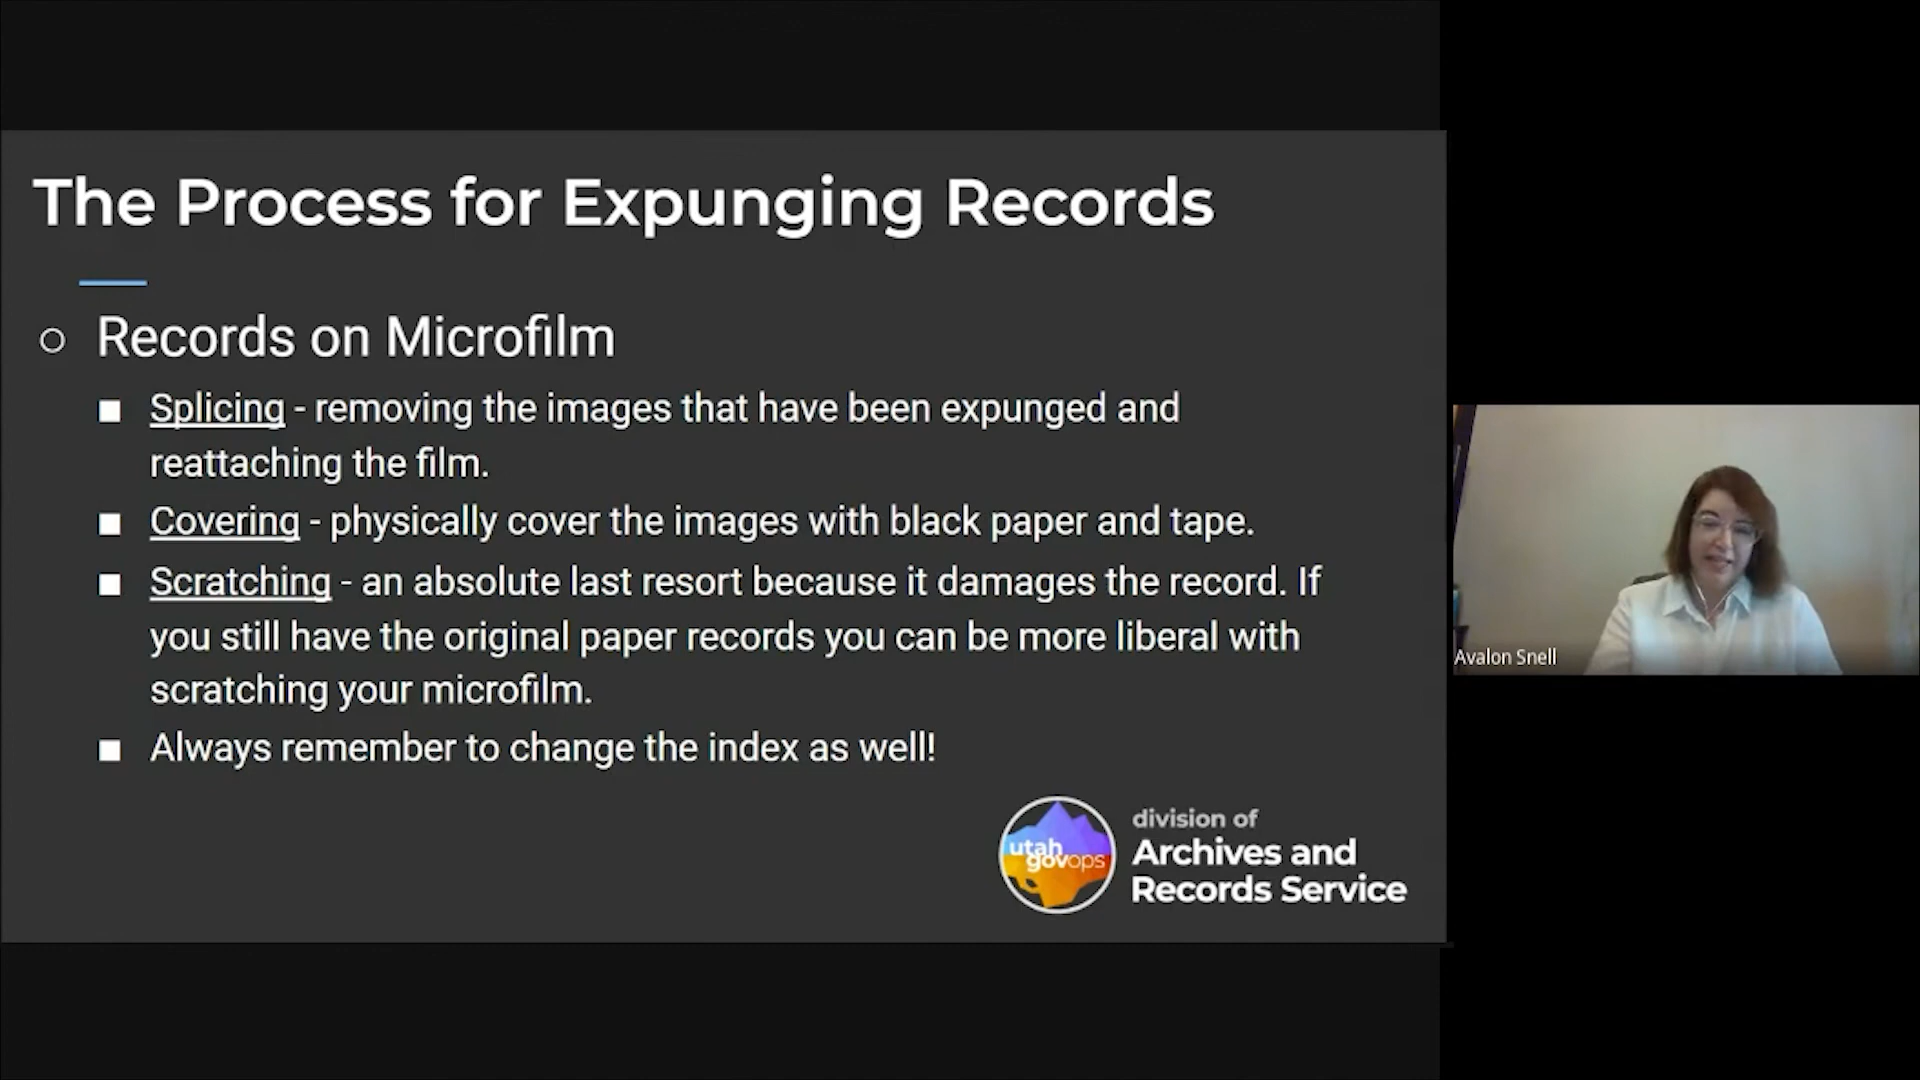 The Process for Expunging Records
○ Records on Microfilm
■ Splicing - removing the images that have been expunged and
reattaching the film.
■ Covering - physically cover the images with black paper and tape.
■ Scratching - an absolute last resort because it damages the record. If
you still have the original paper records you can be more liberal with
scratching your microfilm.
■ Always remember to change the index as well!
utah
govops
division of
Archives and
Records Service
Avalon Snell